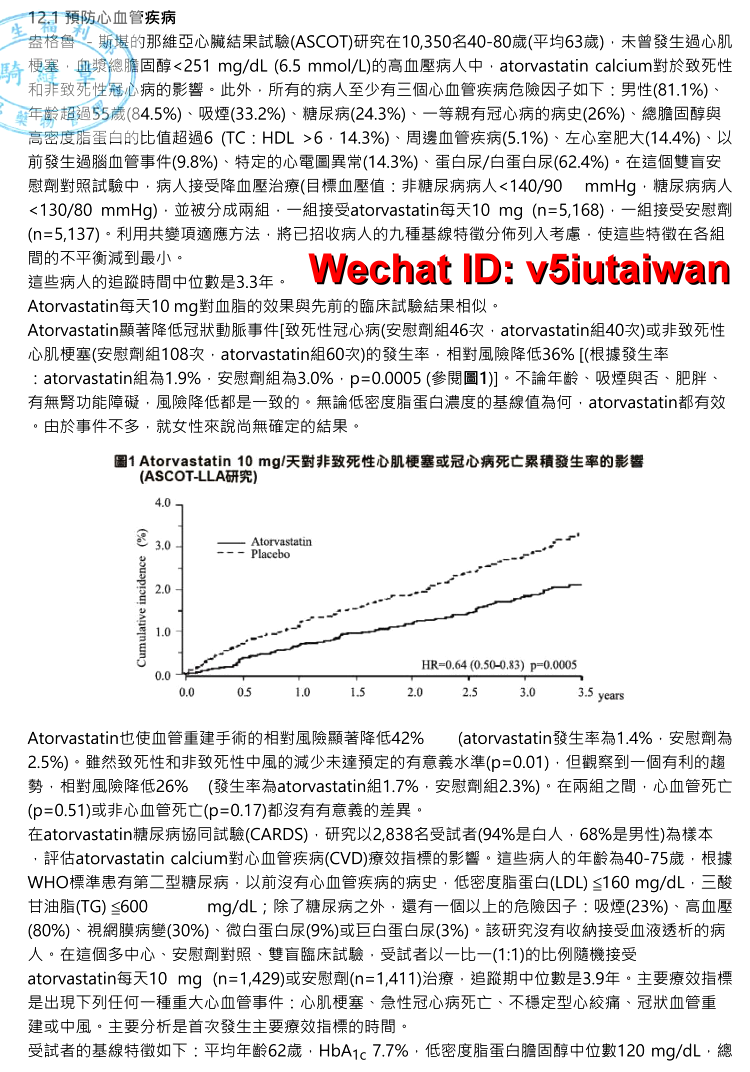 12.1 預防心血管疾病
盎格魯 - 斯堪的那維亞心臟結果試驗(ASCOT)研究在10,350名40-80歲(平均63歲)，未曾發生過心肌
梗塞，血漿總膽固醇<251 mg/dL (6.5 mmol/L)的高血壓病人中，atorvastatin calcium對於致死性
和非致死性冠心病的影響。此外，所有的病人至少有三個心血管疾病危險因子如下：男性(81.1%)、
年齡超過55歲(84.5%)、吸煙(33.2%)、糖尿病(24.3%)、一等親有冠心病的病史(26%)、總膽固醇與
高密度脂蛋白的比值超過6 (TC：HDL >6，14.3%)、周邊血管疾病(5.1%)、左心室肥大(14.4%)、以
前發生過腦血管事件(9.8%)、特定的心電圖異常(14.3%)、蛋白尿/白蛋白尿(62.4%)。在這個雙盲安
慰劑對照試驗中，病人接受降血壓治療(目標血壓值：非糖尿病病人<140/90 mmHg，糖尿病病人
<130/80 mmHg)，並被分成兩組，一組接受atorvastatin每天10 mg (n=5,168)，一組接受安慰劑
(n=5,137)。利用共變項適應方法，將已招收病人的九種基線特徵分佈列入考慮，使這些特徵在各組
間的不平衡減到最小。
這些病人的追蹤時間中位數是3.3年。
Wechat ID: v5iutaiwan
Atorvastatin每天10 mg對血脂的效果與先前的臨床試驗結果相似。
Atorvastatin顯著降低冠狀動脈事件[致死性冠心病(安慰劑組46次，atorvastatin組40次)或非致死性
心肌梗塞(安慰劑組108次，atorvastatin組60次)的發生率，相對風險降低36% [(根據發生率
：atorvastatin組為1.9%，安慰劑組為3.0%，p=0.0005 (參閱圖1)]。不論年齡、吸煙與否、肥胖、
有無腎功能障礙，風險降低都是一致的。無論低密度脂蛋白濃度的基線值為何，atorvastatin都有效
。由於事件不多，就女性來說尚無確定的結果。
圖1 Atorvastatin 10 mg/天對非致死性心肌梗塞或冠心病死亡累積發生率的影響
(ASCOT-LLA研究)
Cumulative incidence (%)
4.0
3.0
2.0
1.0
0.0
Atorvastatin
Placebo
HR=0.64 (0.50-0.83) p=0.0005
0.0 0.5 1.0 1.5 2.0 2.5 3.0 3.5 years
Atorvastatin也使血管重建手術的相對風險顯著降低42% (atorvastatin發生率為1.4%，安慰劑為
2.5%)。雖然致死性和非致死性中風的減少未達預定的有意義水準(p=0.01)，但觀察到一個有利的趨
勢，相對風險降低26% (發生率為atorvastatin組1.7%，安慰劑組2.3%)。在兩組之間，心血管死亡
(p=0.51)或非心血管死亡(p=0.17)都沒有有意義的差異。
在atorvastatin糖尿病協同試驗(CARDS)，研究以2,838名受試者(94%是白人，68%是男性)為樣本
，評估atorvastatin calcium對心血管疾病(CVD)療效指標的影響。這些病人的年齡為40-75歲，根據
WHO標準患有第二型糖尿病，以前沒有心血管疾病的病史，低密度脂蛋白(LDL) ≦160 mg/dL，三酸
甘油脂(TG) ≦600 mg/dL；除了糖尿病之外，還有一個以上的危險因子：吸煙(23%)、高血壓
(80%)、視網膜病變(30%)、微白蛋白尿(9%)或巨白蛋白尿(3%)。該研究沒有收納接受血液透析的病
人。在這個多中心、安慰劑對照、雙盲臨床試驗，受試者以一比一(1:1)的比例隨機接受
atorvastatin每天10 mg (n=1,429)或安慰劑(n=1,411)治療，追蹤期中位數是3.9年。主要療效指標
是出現下列任何一種重大心血管事件：心肌梗塞、急性冠心病死亡、不穩定型心絞痛、冠狀血管重
建或中風。主要分析是首次發生主要療效指標的時間。
受試者的基線特徵如下：平均年齡62歲，HbA1c 7.7%，低密度脂蛋白膽固醇中位數120 mg/dL，總